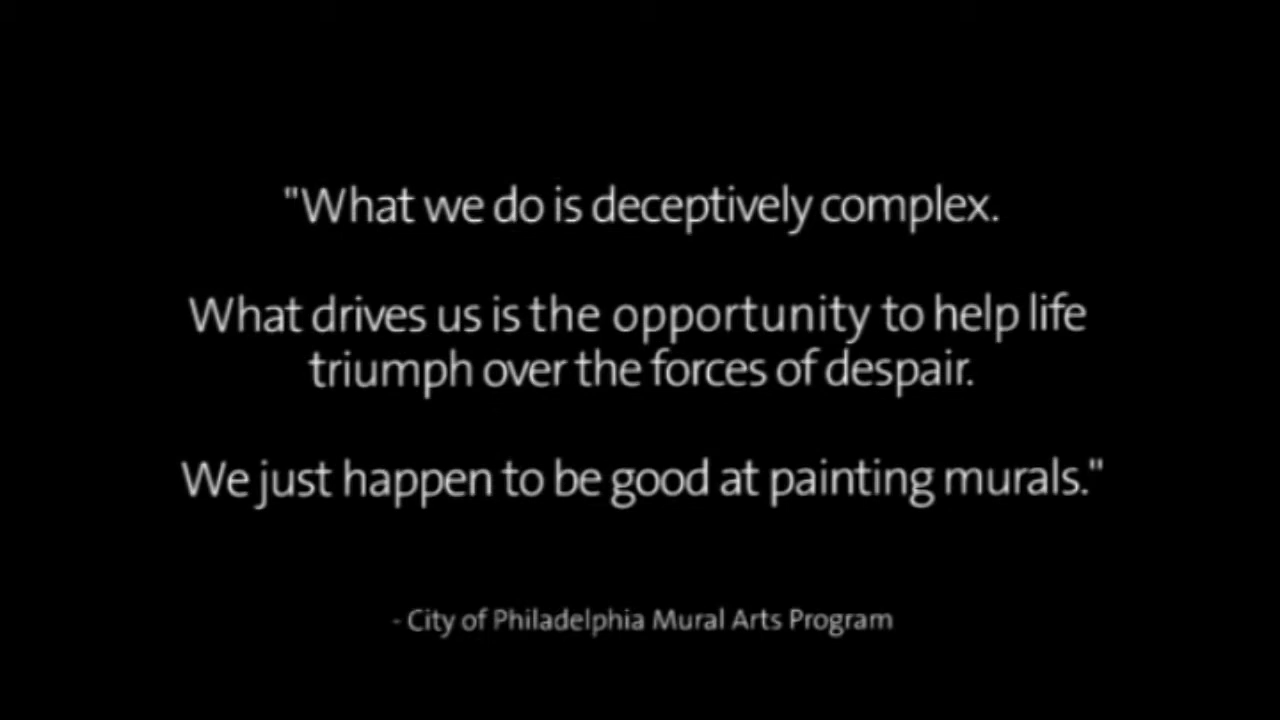 "What we do is deceptively complex.
What drives us is the opportunity to help life
triumph over the forces of despair.
We just happen to be good at painting murals."
- City of Philadelphia Mural Arts Program